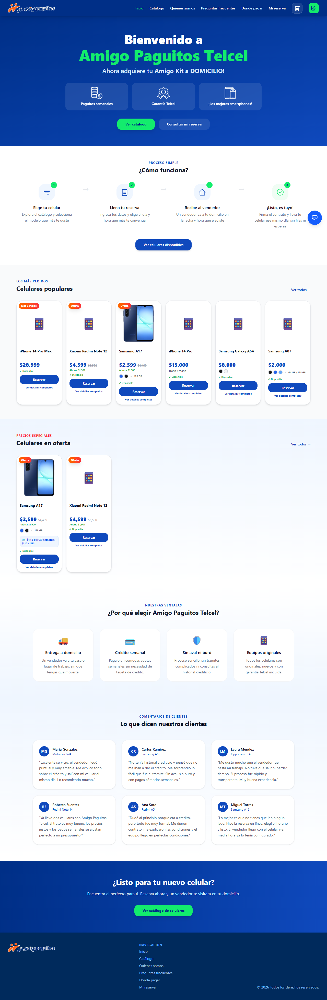 Amigo paguitos
Inicio
Catálogo
Quiénes somos
Preguntas frecuentes
Dónde pagar
Mi reserva
Bienvenido a
Amigo Paguitos Telcel
Ahora adquiere tu Amigo Kit a DOMICILIO!
Paguitos semanales
Garantía Telcel
¡Los mejores smartphones!
Ver catálogo
Consultar mi reserva
PROCESO SIMPLE
¿Cómo funciona?
1
Elige tu celular
Explora el catálogo y selecciona
el modelo que más te guste
→
2
Llena tu reserva
Ingresa tus datos y elige el día y
hora que más te convenga
→
3
Recibe al vendedor
Un vendedor va a tu domicilio en
la fecha y hora que elegiste
→
4
¡Listo, es tuyo!
Firma el contrato y lleva tu
celular ese mismo día, sin filas ni
esperas
Ver celulares disponibles
LOS MÁS PEDIDOS
Celulares populares
Ver todos →
Más Vendido
iPhone 14 Pro Max
$28,999
✓ Disponible
Reservar
Ver detalles completos
Oferta
Xiaomi Redmi Note 12
$4,599 $6,500
Ahorra $1,901
✓ Disponible
Reservar
Ver detalles completos
Oferta
Samsung A17
$2,599 $4,499
Ahorra $1,900
128 GB
✓ Disponible
Reservar
Ver detalles completos
iPhone 14 Pro
$15,000
128GB / 256GB
✓ Disponible
Reservar
Ver detalles completos
Samsung Galaxy A54
$8,000
✓ Disponible
Reservar
Ver detalles completos
Samsung A07
$2,000
64 GB / 128 GB
✓ Disponible
Reservar
Ver detalles completos
PRECIOS ESPECIALES
Celulares en oferta
Ver todos →
Oferta
Samsung A17
$2,599 $4,499
Ahorra $1,900
128 GB
$115 por 39 semanas
$310 a $850
✓ Disponible
Reservar
Ver detalles completos
Oferta
Xiaomi Redmi Note 12
$4,599 $6,500
Ahorra $1,901
✓ Disponible
Reservar
Ver detalles completos
NUESTRAS VENTAJAS
¿Por qué elegir Amigo Paguitos Telcel?
Entrega a domicilio
Un vendedor va a tu casa o
lugar de trabajo, sin que
tengas que moverte.
Crédito semanal
Págalo en cómodas cuotas
semanales sin necesidad de
tarjeta de crédito.
Sin aval ni buró
Proceso sencillo, sin trámites
complicados ni consultas al
historial crediticio.
Equipos originales
Todos los celulares son
originales, nuevos y con
garantía Telcel incluida.
COMENTARIOS DE CLIENTES
Lo que dicen nuestros clientes
MG
María González
Motorola G24
"Excelente servicio, el vendedor llegó
puntual y muy amable. Me explicó todo
sobre el crédito y salí con mi celular el
mismo día. Lo recomiendo mucho."
CR
Carlos Ramírez
Samsung A55
"No tenía historial crediticio y pensé que no
me iban a dar el crédito. Me sorprendió lo
fácil que fue el trámite. Sin aval, sin buró y
con pagos cómodos semanales."
LM
Laura Méndez
Oppo Reno 14
"Me gustó mucho que el vendedor fue
hasta mi trabajo. No tuve que salir ni perder
tiempo. El proceso fue rápido y
transparente. Muy buena experiencia."
RF
Roberto Fuentes
Redmi Note 14
"Ya llevo dos celulares con Amigo Paguitos
Telcel. El trato es muy bueno, los precios
justos y los pagos semanales se ajustan
perfecto a mi presupuesto."
AS
Ana Soto
Redmi A5
"Dudé al principio porque era a crédito,
pero todo fue muy formal. Me dieron
contrato, me explicaron las condiciones y el
equipo llegó en perfectas condiciones."
MT
Miguel Torres
Samsung A16
"Lo mejor es que no tienes que ir a ningún
lado. Hice la reserva en línea, elegí el horario
y listo. El vendedor llegó con el celular y en
media hora ya lo tenía configurado."
¿Listo para tu nuevo celular?
Encuentra el perfecto para ti. Reserva ahora y un vendedor te visitará en tu domicilio.
Ver catálogo de celulares
Amigo paguitos
NAVEGACIÓN
Inicio
Catálogo
Quiénes somos
Preguntas frecuentes
Dónde pagar
Mi reserva
© 2026 Todos los derechos reservados.